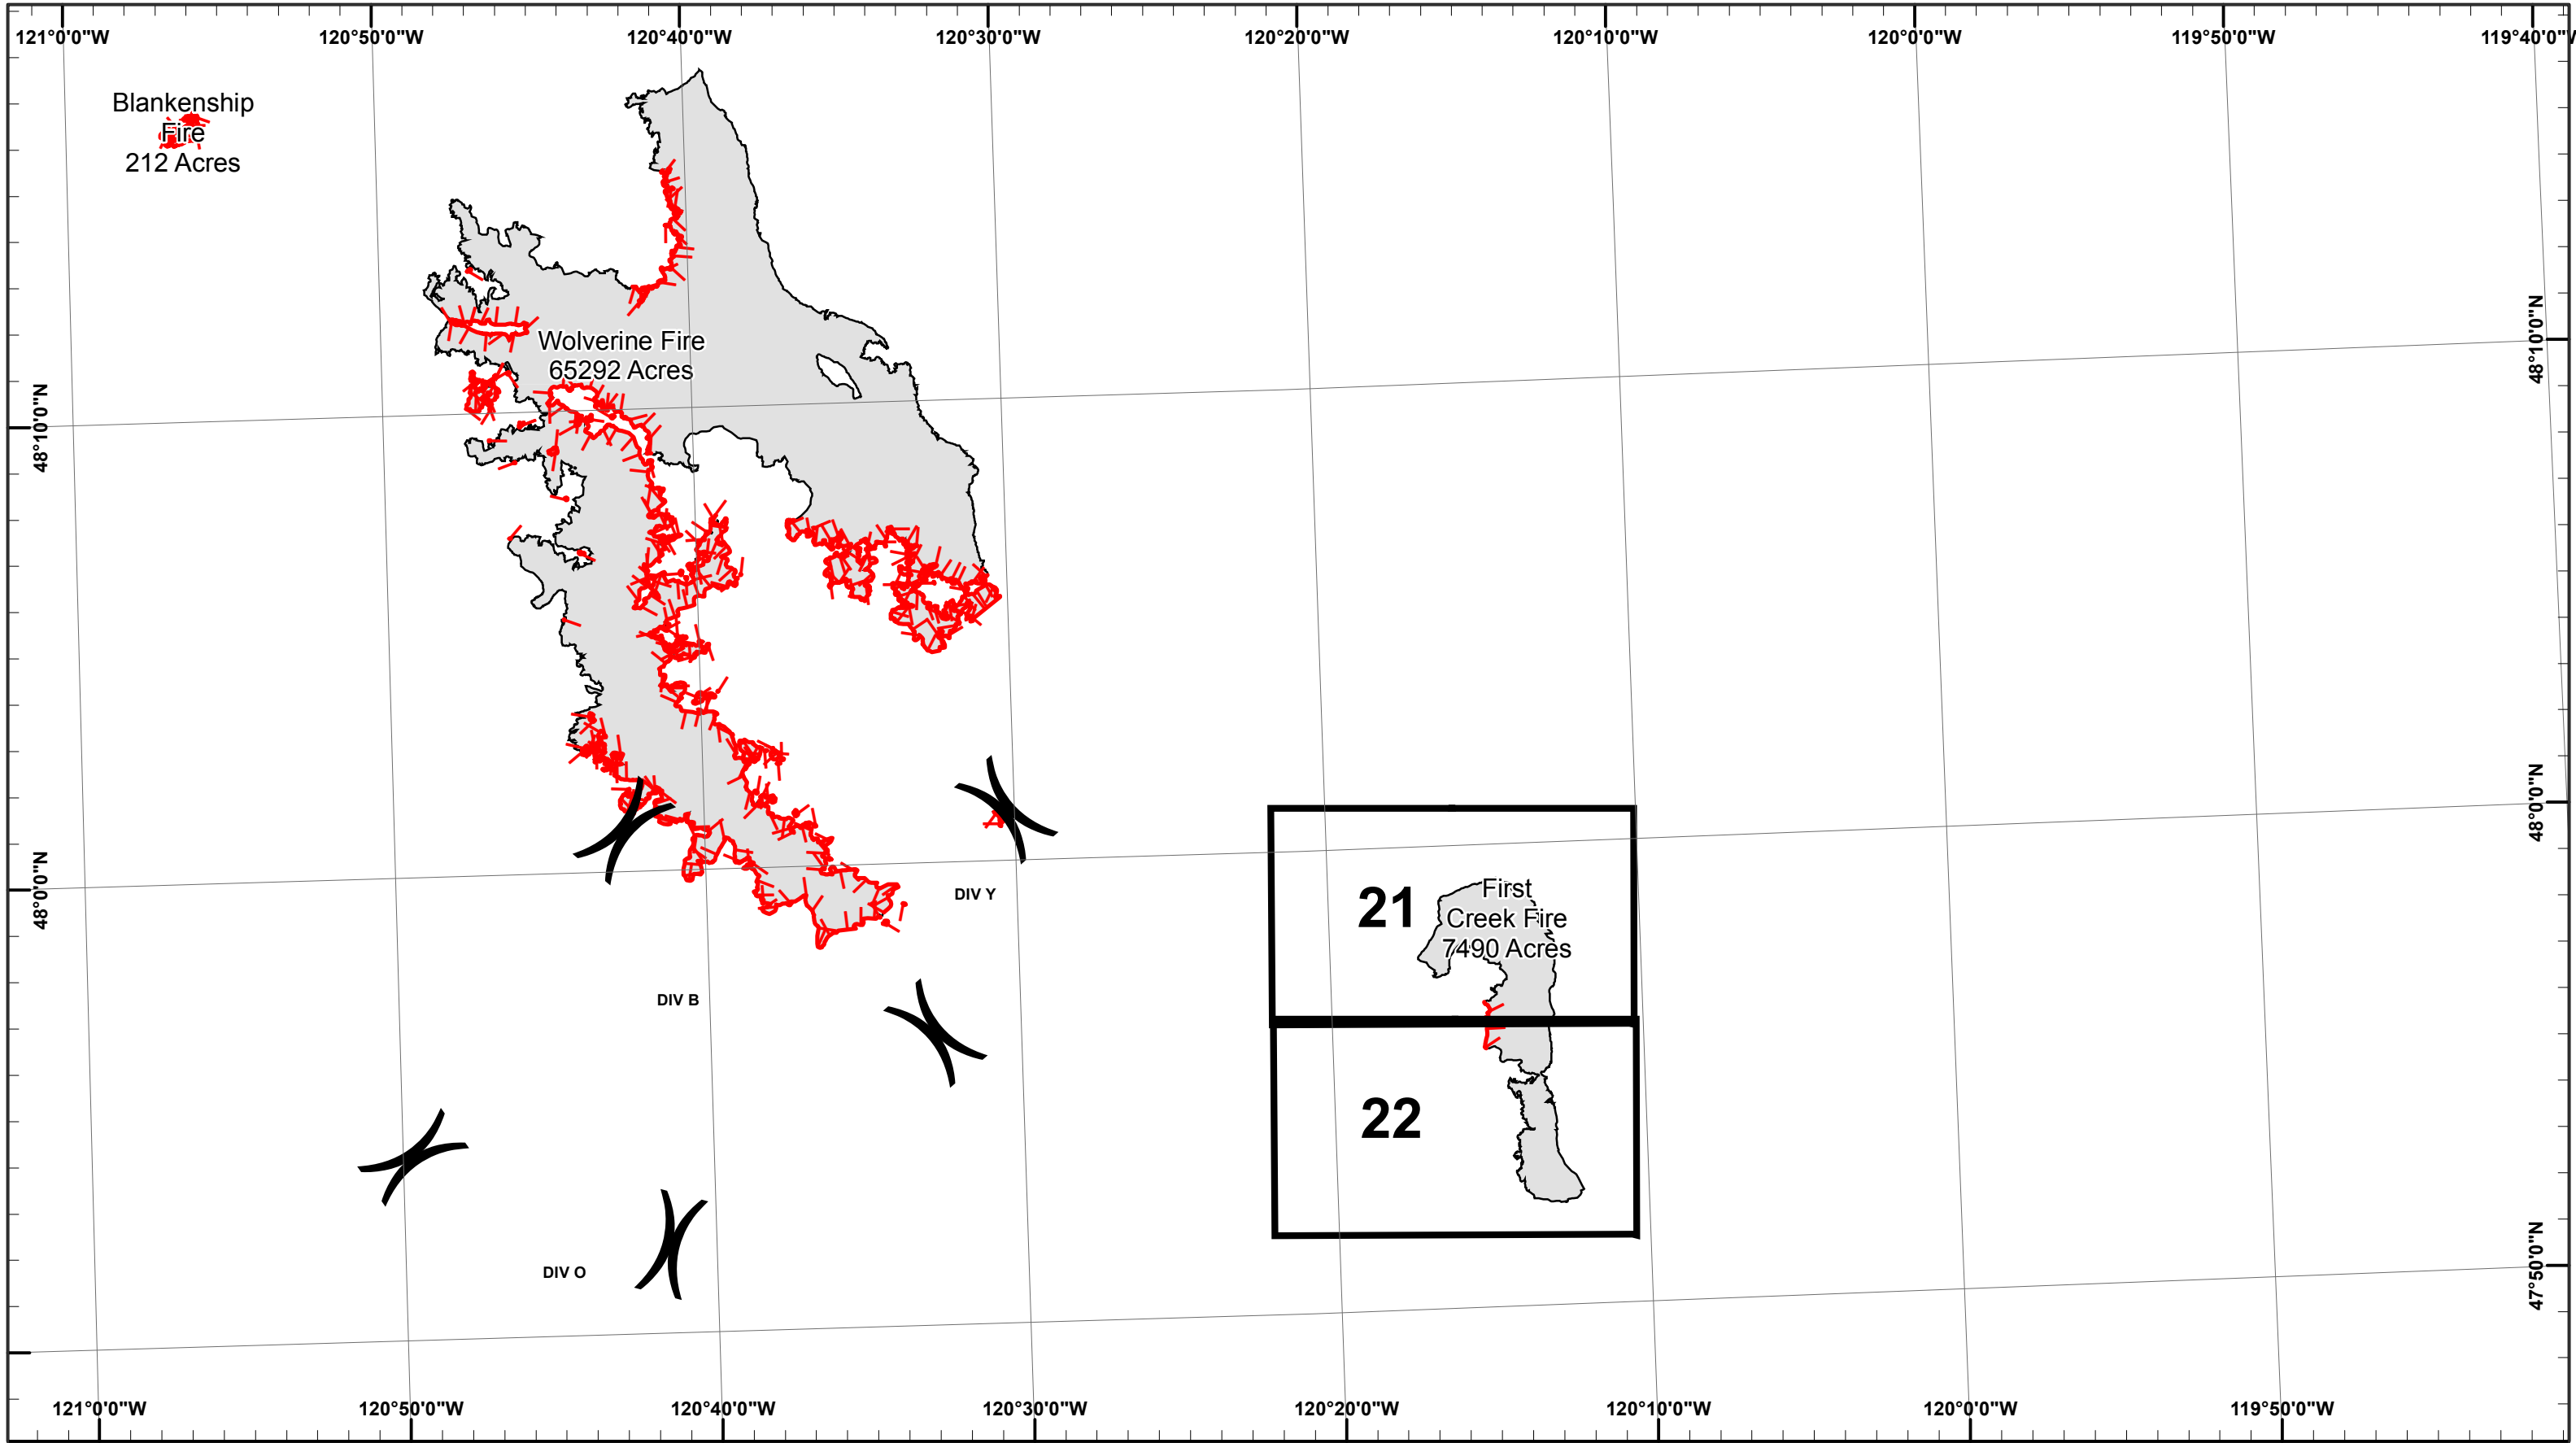 121°0'0"W
120°50'0"W
120°40'0"W
120°30'0"W
120°20'0"W
120°10'0"W
120°0'0"W
119°50'0"W
119°40'0"W
Blankenship
Fire
212 Acres
Wolverine Fire
65292 Acres
48°10'0"N
48°10'0"N
48°0'0"N
48°0'0"N
DIV Y
21
First
Creek Fire
7490 Acres
DIV B
22
47°50'0"N
DIV O
121°0'0"W
120°50'0"W
120°40'0"W
120°30'0"W
120°20'0"W
120°10'0"W
120°0'0"W
119°50'0"W